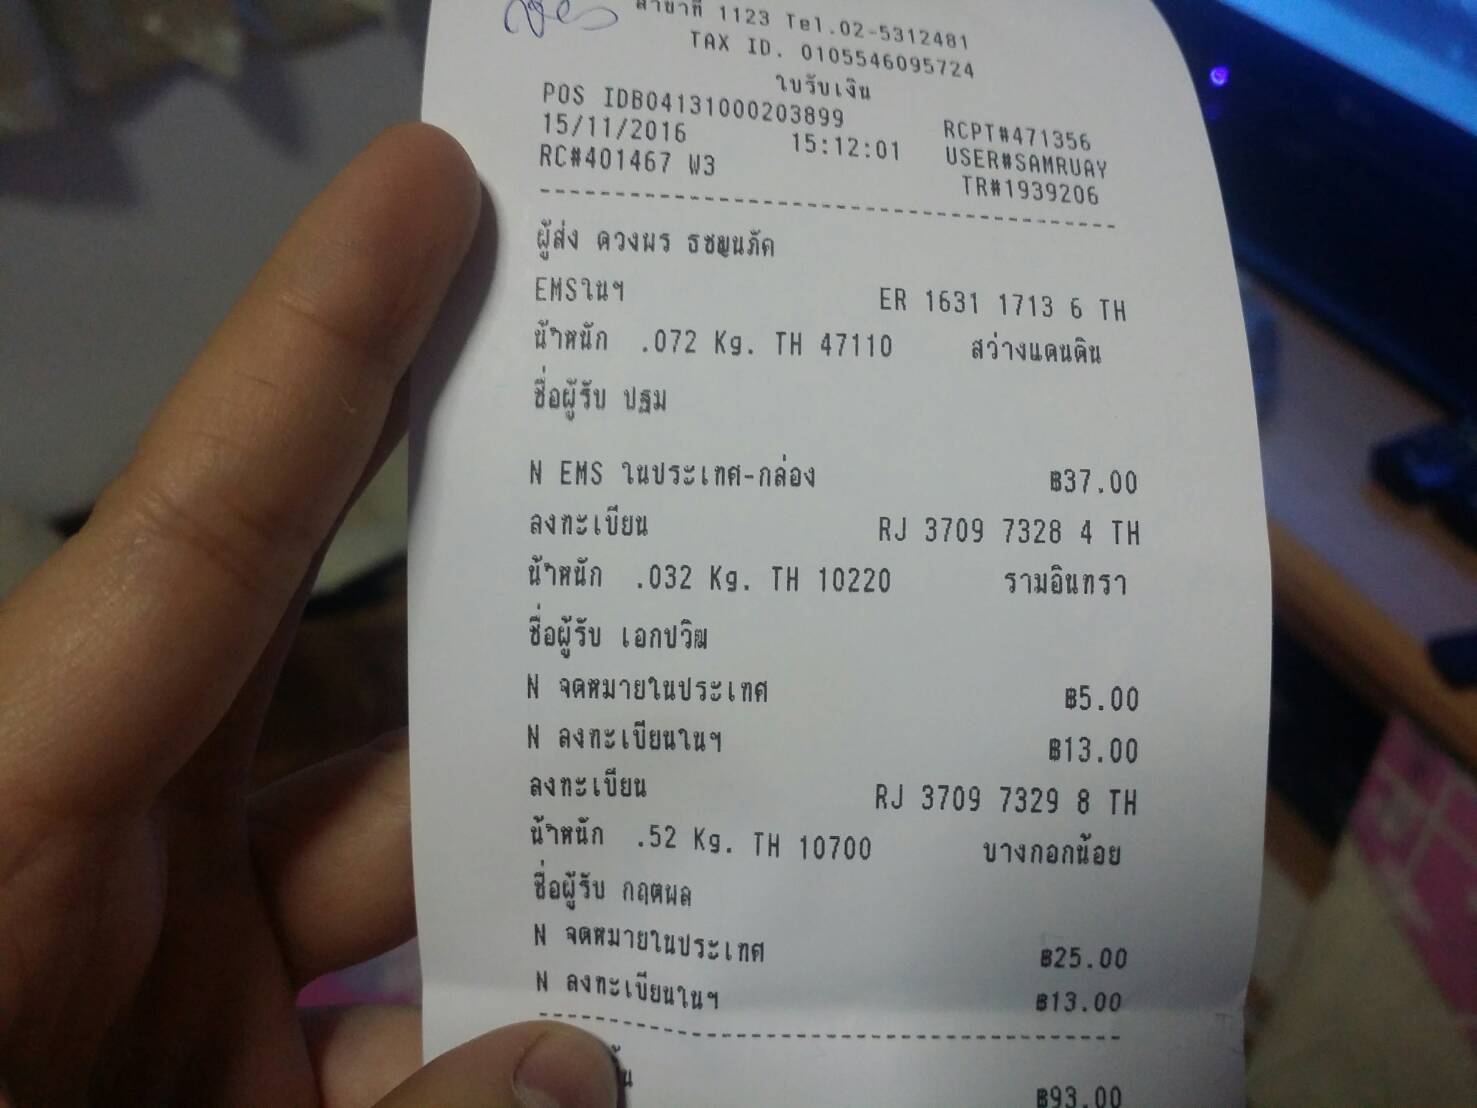 สาขาที่ 1123 Tel.02-5312481
TAX ID. 0105546095724
ใบรับเงิน
POS IDB04131000203899 RCPT#471356
15/11/2016 15:12:01 USER#SAMRUAY
RC#401467 W3 TR#1939206
ผู้ส่ง ดวงพร ธชมนภัค
EMSในฯ ER 1631 1713 6 TH
น้ำหนัก .072 Kg. TH 47110 สว่างแดนดิน
ชื่อผู้รับ ปฐม
N EMS ในประเทศ-กล่อง ฿37.00
ลงทะเบียน RJ 3709 7328 4 TH
น้ำหนัก .032 Kg. TH 10220 รามอินทรา
ชื่อผู้รับ เอกปวิณ
N จดหมายในประเทศ ฿5.00
N ลงทะเบียนในฯ ฿13.00
ลงทะเบียน RJ 3709 7329 8 TH
น้ำหนัก .52 Kg. TH 10700 บางกอกน้อย
ชื่อผู้รับ กฤตผล
N จดหมายในประเทศ ฿25.00
N ลงทะเบียนในฯ ฿13.00
฿93.00